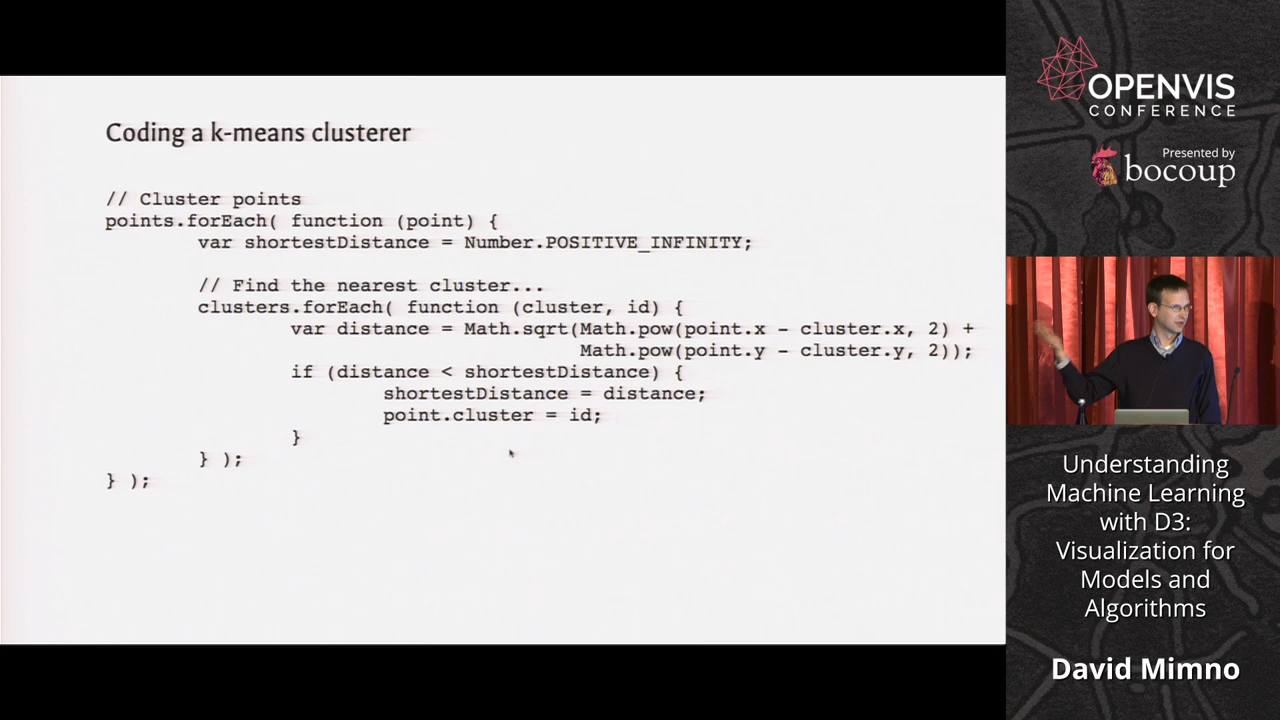 Coding a k-means clusterer
// Cluster points
points.forEach( function (point) {
        var shortestDistance = Number.POSITIVE_INFINITY;
        // Find the nearest cluster...
        clusters.forEach( function (cluster, id) {
                var distance = Math.sqrt(Math.pow(point.x - cluster.x, 2) +
                                         Math.pow(point.y - cluster.y, 2));
                if (distance < shortestDistance) {
                        shortestDistance = distance;
                        point.cluster = id;
                }
        } );
} );
OPENVIS
CONFERENCE
Presented by
bocoup
Understanding
Machine Learning
with D3:
Visualization for
Models and
Algorithms
David Mimno